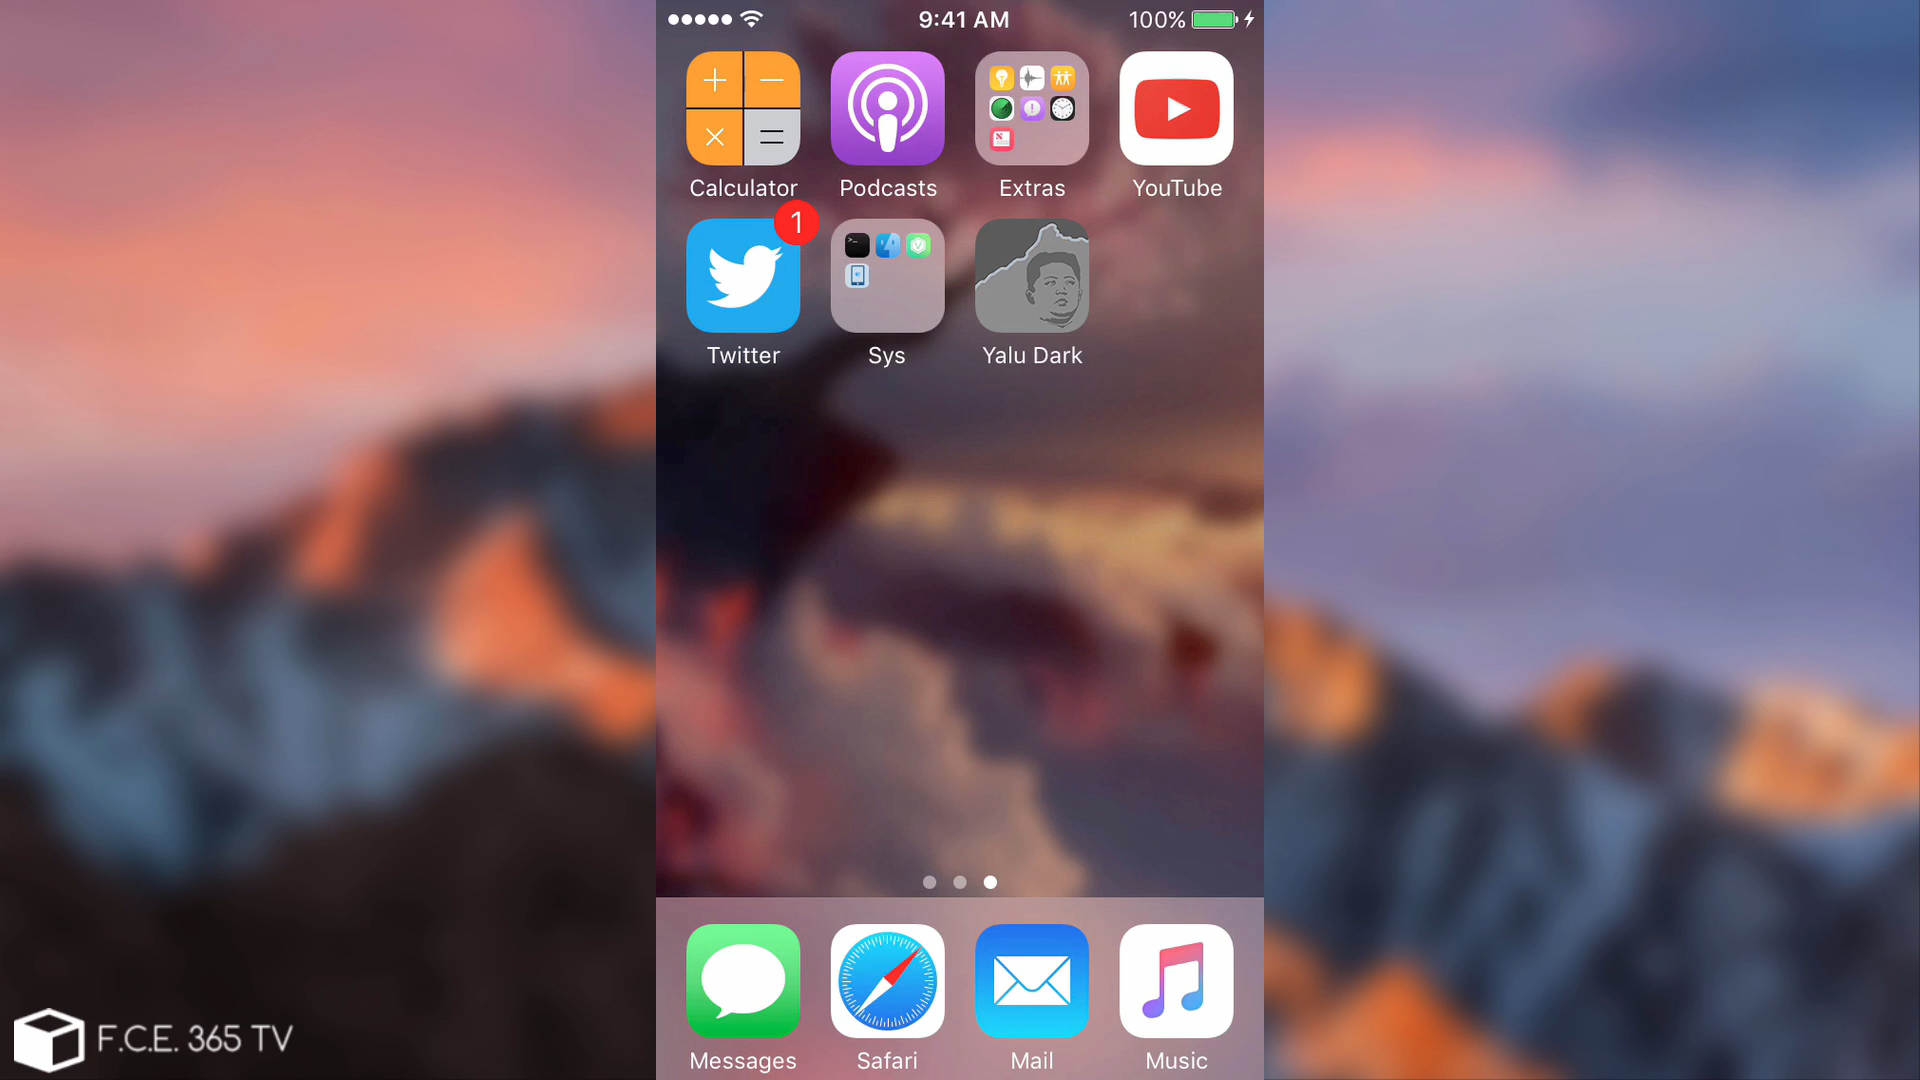 9:41 AM
100%
Calculator
Podcasts
Extras
YouTube
1
Twitter
Sys
Yalu Dark
Messages
Safari
Mail
Music
F.C.E. 365 TV